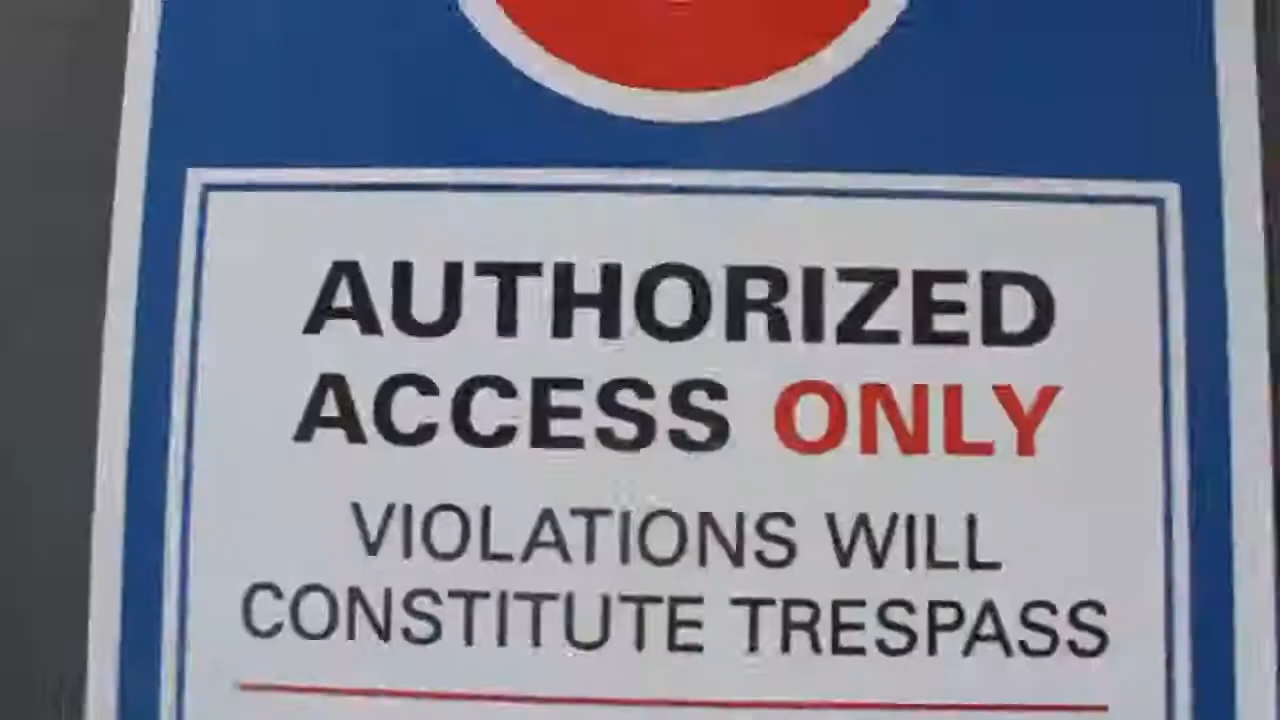 AUTHORIZED
ACCESS ONLY
VIOLATIONS WILL
CONSTITUTE TRESPASS